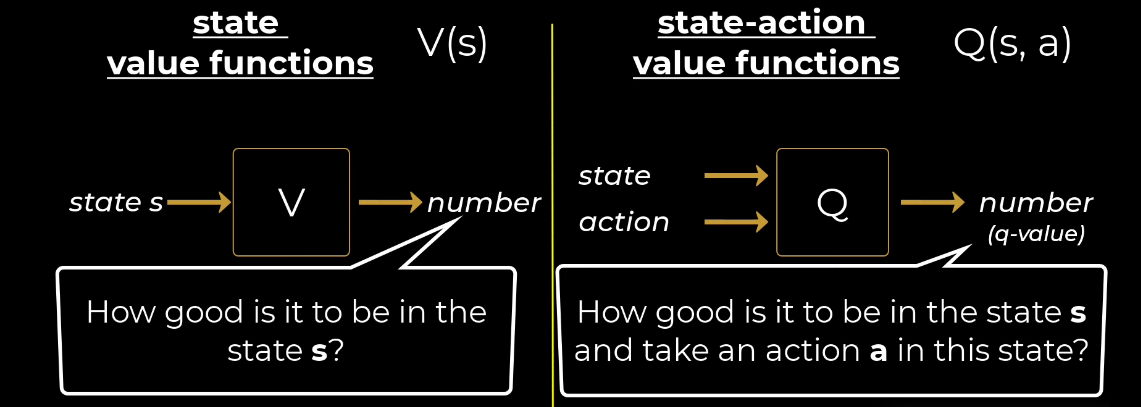 state
value functions
V(s)
state s
V
number
How good is it to be in the
state s?
state-action
value functions
Q(s, a)
state
action
Q
number
(q-value)
How good is it to be in the state s
and take an action a in this state?